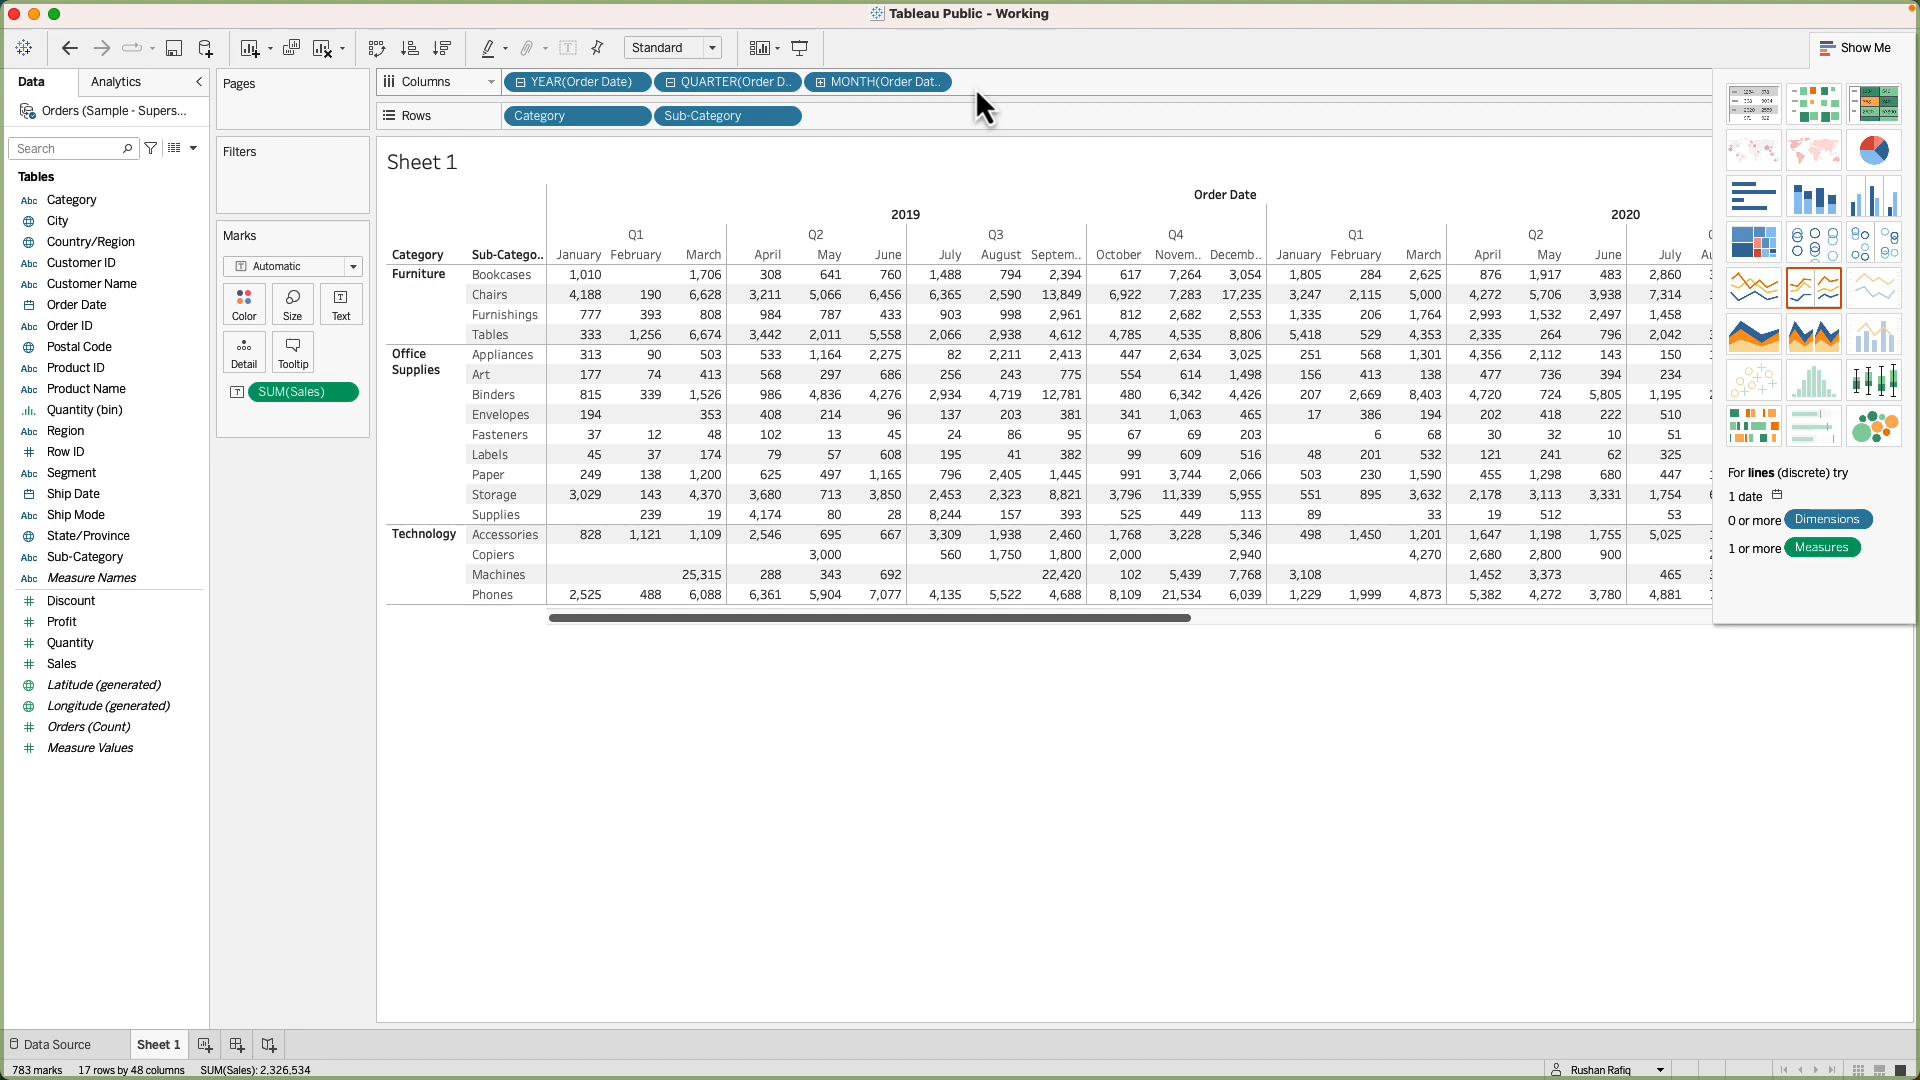 Tableau Public - Working
Standard
Show Me
Data
Analytics
Orders (Sample - Supers...
Search
Tables
Abc Category
City
Country/Region
Abc Customer ID
Abc Customer Name
Order Date
Abc Order ID
Postal Code
Abc Product ID
Abc Product Name
Quantity (bin)
Abc Region
Row ID
Abc Segment
Ship Date
Abc Ship Mode
State/Province
Abc Sub-Category
Abc Measure Names
Discount
Profit
Quantity
Sales
Latitude (generated)
Longitude (generated)
Orders (Count)
Measure Values
Pages
Filters
Marks
Automatic
Color Size Text
Detail Tooltip
SUM(Sales)
Columns YEAR(Order Date) QUARTER(Order D.. MONTH(Order Dat..
Rows Category Sub-Category
Sheet 1
Order Date
2019 2020
Q1 Q2 Q3 Q4 Q1 Q2
Category Sub-Catego.. January February March April May June July August Septem.. October Novem.. Decemb.. January February March April May June July
Furniture Bookcases 1,010 1,706 308 641 760 1,488 794 2,394 617 7,264 3,054 1,805 284 2,625 876 1,917 483 2,860
Chairs 4,188 190 6,628 3,211 5,066 6,456 6,365 2,590 13,849 6,922 7,283 17,235 3,247 2,115 5,000 4,272 5,706 3,938 7,314
Furnishings 777 393 808 984 787 433 903 998 2,961 812 2,682 2,553 1,335 206 1,764 2,993 1,532 2,497 1,458
Tables 333 1,256 6,674 3,442 2,011 5,558 2,066 2,938 4,612 4,785 4,535 8,806 5,418 529 4,353 2,335 264 796 2,042
Office Supplies Appliances 313 90 503 533 1,164 2,275 82 2,211 2,413 447 2,634 3,025 251 568 1,301 4,356 2,112 143 150
Art 177 74 413 568 297 686 256 243 775 554 614 1,498 156 413 138 477 736 394 234
Binders 815 339 1,526 986 4,836 4,276 2,934 4,719 12,781 480 6,342 4,426 207 2,669 8,403 4,720 724 5,805 1,195
Envelopes 194 353 408 214 96 137 203 381 341 1,063 465 17 386 194 202 418 222 510
Fasteners 37 12 48 102 13 45 24 86 95 67 69 203 6 68 30 32 10 51
Labels 45 37 174 79 57 608 195 41 382 99 609 516 48 201 532 121 241 62 325
Paper 249 138 1,200 625 497 1,165 796 2,405 1,445 991 3,744 2,066 503 230 1,590 455 1,298 680 447
Storage 3,029 143 4,370 3,680 713 3,850 2,453 2,323 8,821 3,796 11,339 5,955 551 895 3,632 2,178 3,113 3,331 1,754
Supplies 239 19 4,174 80 28 8,244 157 393 525 449 113 89 33 19 512 53
Technology Accessories 828 1,121 1,109 2,546 695 667 3,309 1,938 2,460 1,768 3,228 5,346 498 1,450 1,201 1,647 1,198 1,755 5,025
Copiers 3,000 560 1,750 1,800 2,000 2,940 4,270 2,680 2,800 900
Machines 25,315 288 343 692 22,420 102 5,439 7,768 3,108 1,452 3,373 465
Phones 2,525 488 6,088 6,361 5,904 7,077 4,135 5,522 4,688 8,109 21,534 6,039 1,229 1,999 4,873 5,382 4,272 3,780 4,881
For lines (discrete) try
1 date
0 or more Dimensions
1 or more Measures
Data Source
Sheet 1
783 marks 17 rows by 48 columns SUM(Sales): 2,326,534
Rushan Rafiq